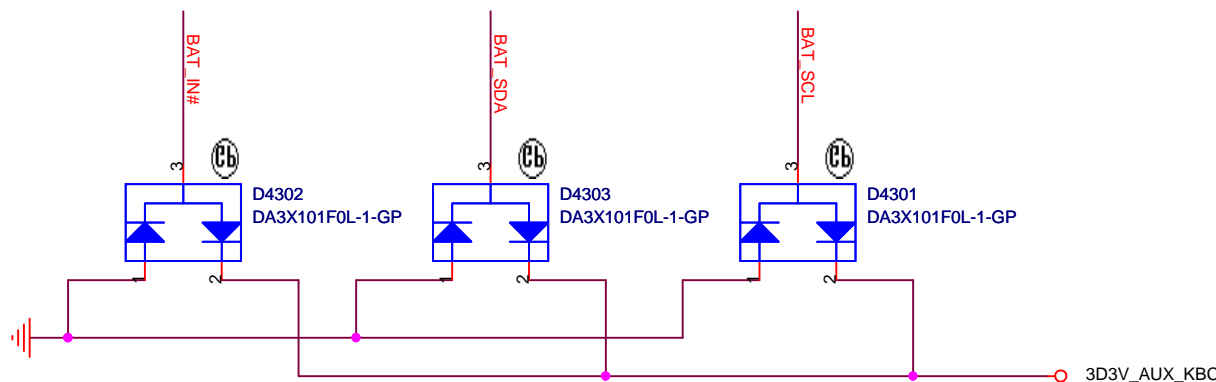 BAT_IN#
BAT_SDA
BAT_SCL
3
3
3
D4302
DA3X101F0L-1-GP
D4303
DA3X101F0L-1-GP
D4301
DA3X101F0L-1-GP
1
2
1
2
1
2
3D3V_AUX_KBC